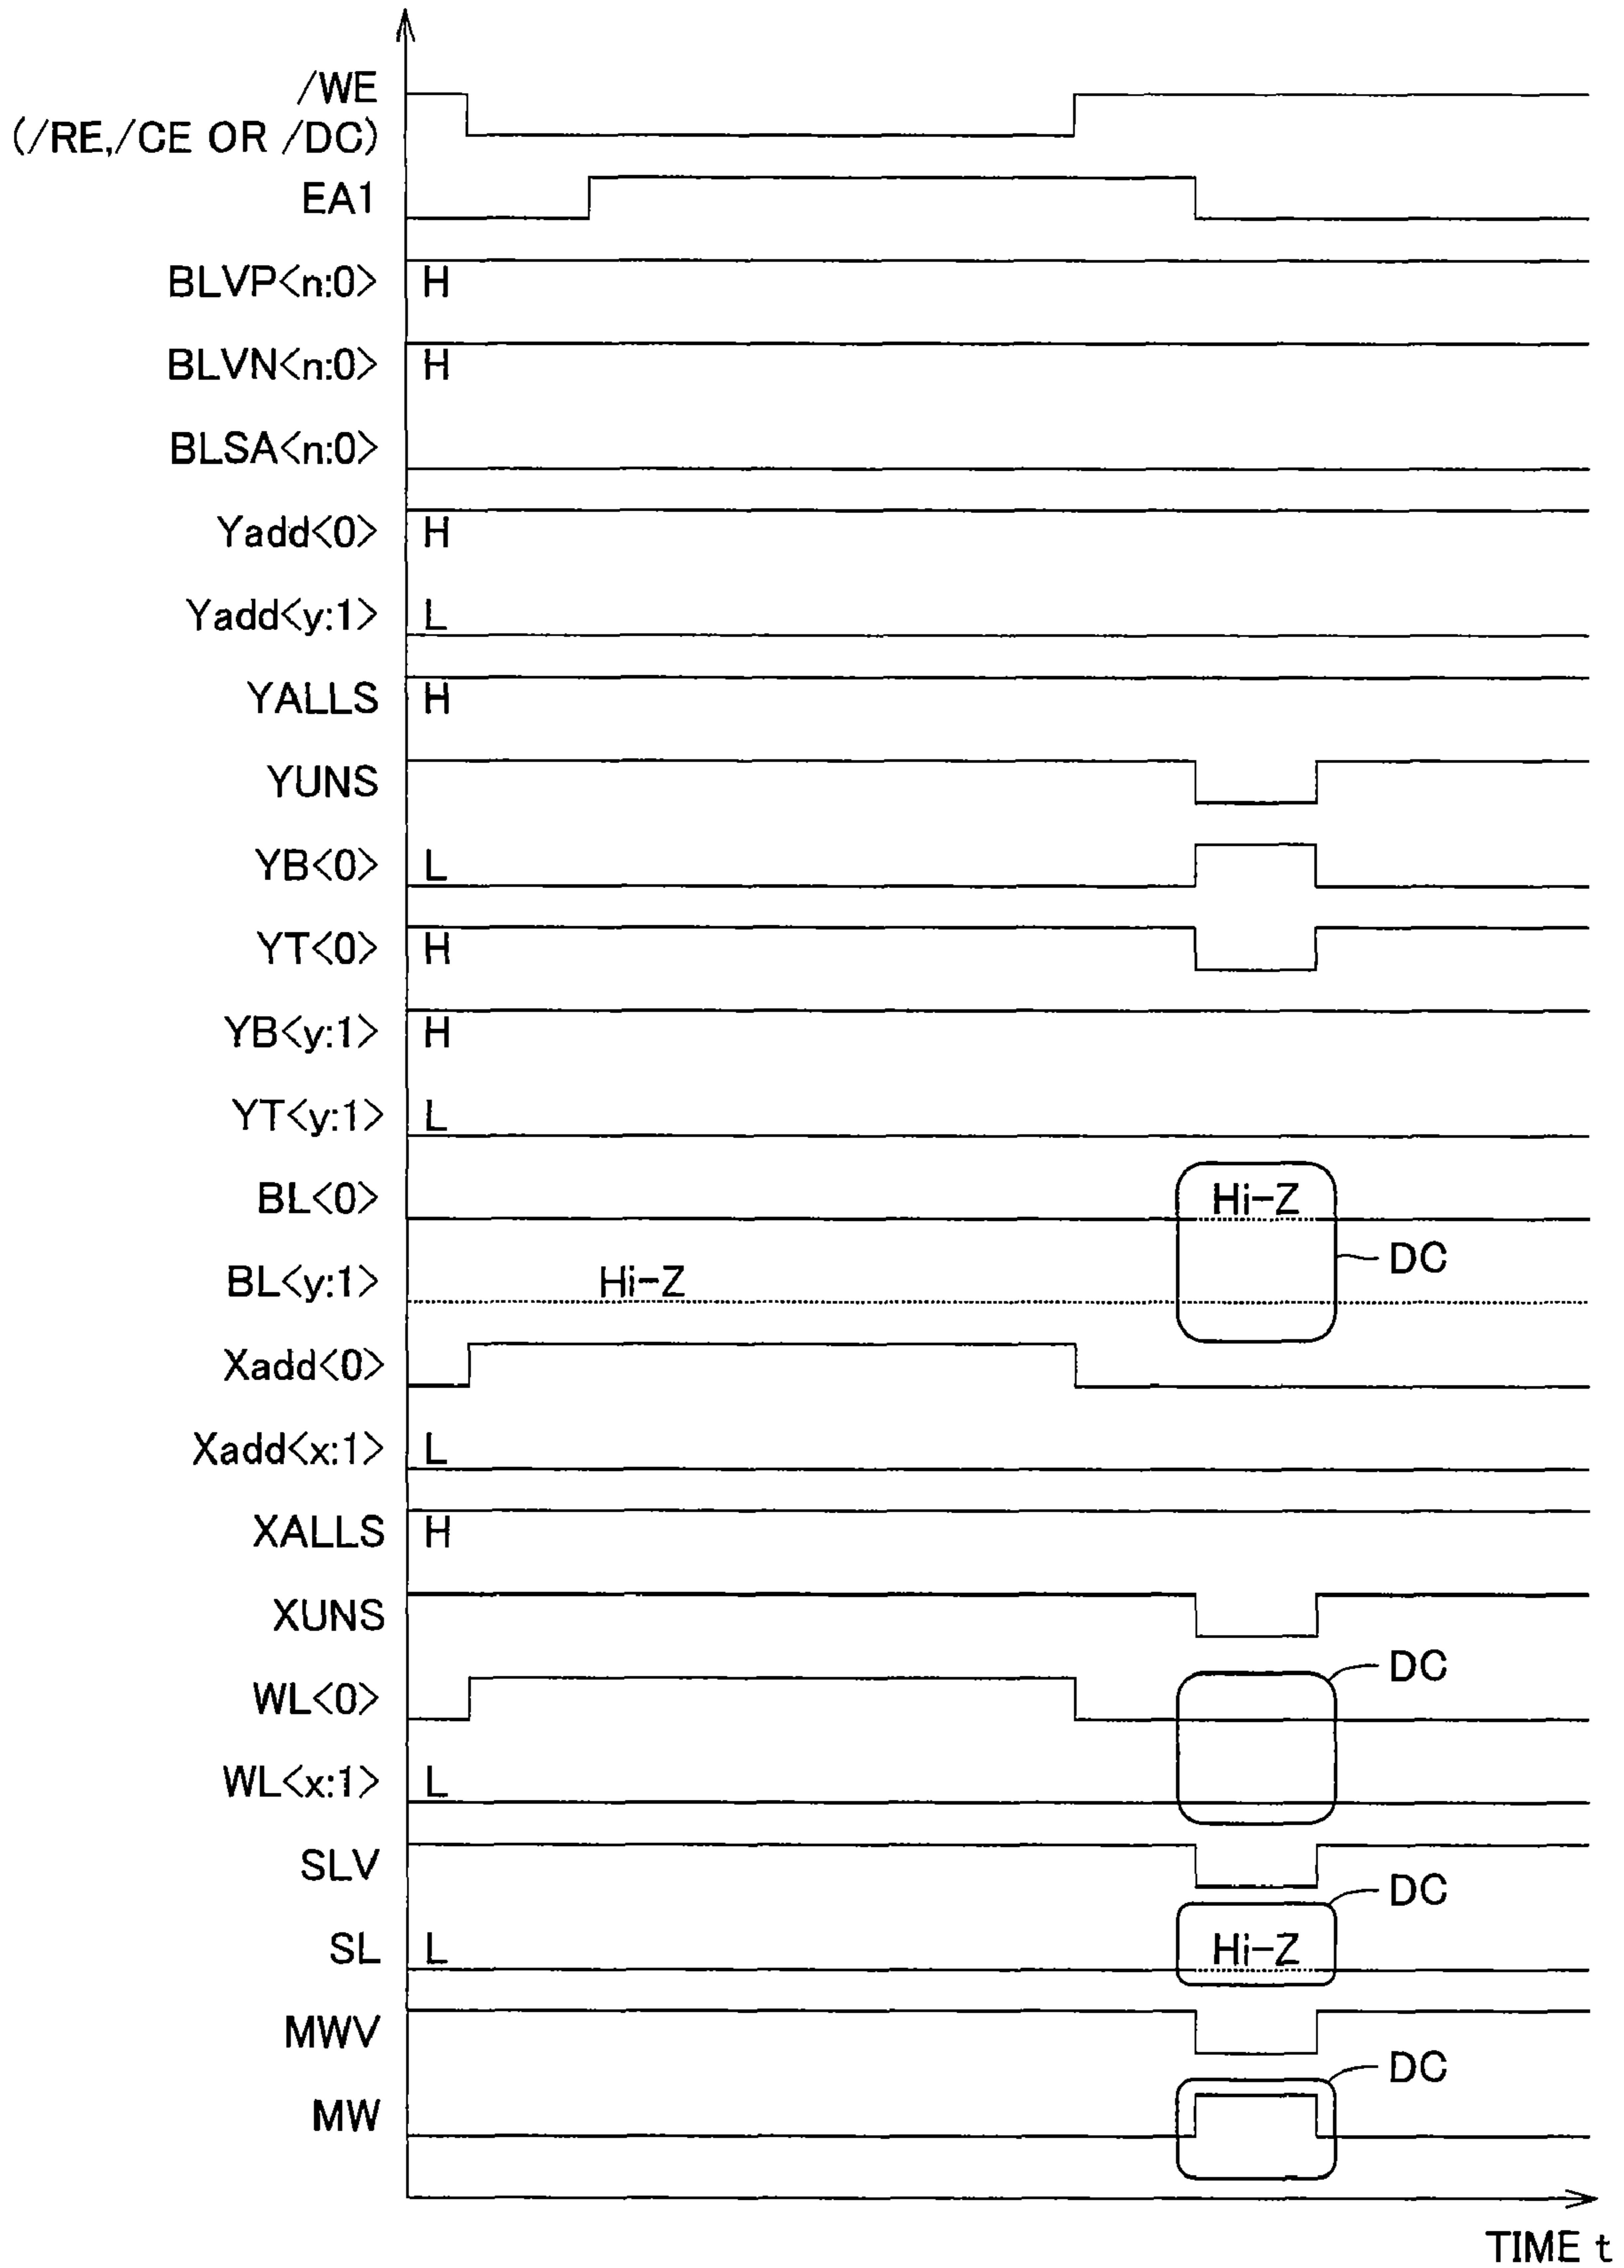 /WE
(/RE,/CE OR /DC)
EA1
BLVP<n:0> H
BLVN<n:0> H
BLSA<n:0>
Yadd<0> H
Yadd<y:1> L
YALLS H
YUNS
YB<0> L
YT<0> H
YB<y:1> H
YT<y:1> L
BL<0> Hi-Z
DC
BL<y:1> Hi-Z
Xadd<0>
Xadd<x:1> L
XALLS H
XUNS
DC
WL<0>
WL<x:1> L
SLV
DC
SL L Hi-Z
MWV
DC
MW
TIME t